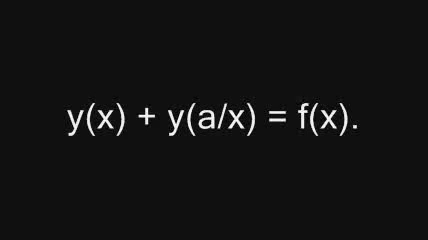 y(x) + y(a/x) = f(x).